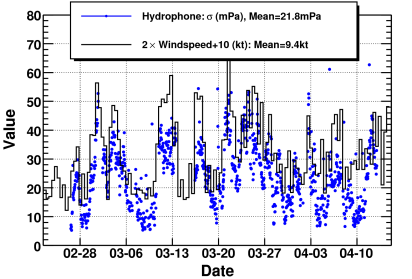 Hydrophone: σ (mPa), Mean=21.8mPa
2 × Windspeed+10 (kt): Mean=9.4kt
80
70
60
50
40
30
20
10
0
Value
02-28 03-06 03-13 03-20 03-27 04-03 04-10
Date